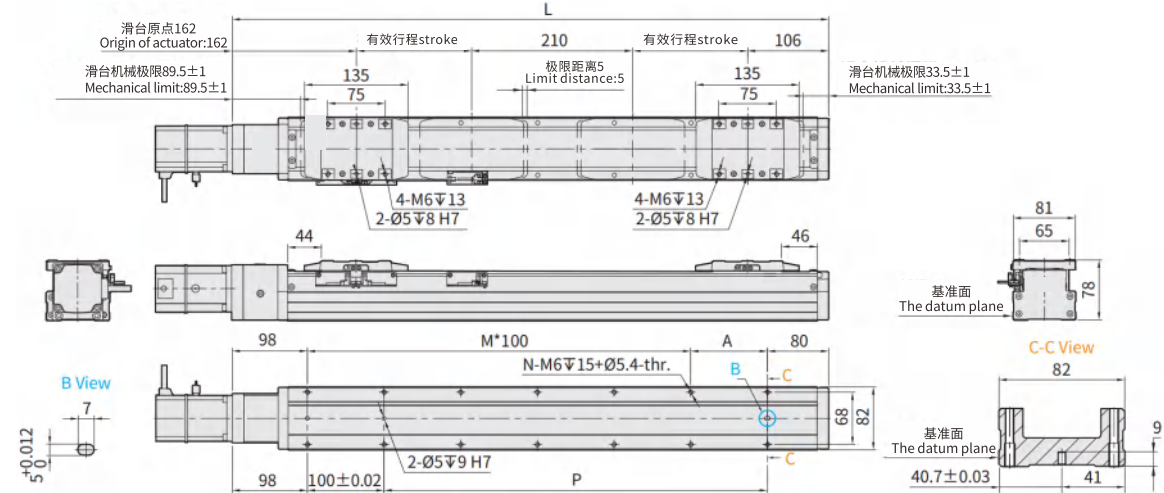 L
滑台原点162
Origin of actuator:162
有效行程stroke
210
有效行程stroke
106
滑台机械极限89.5±1
Mechanical limit:89.5±1
135
75
极限距离5
Limit distance:5
135
75
滑台机械极限33.5±1
Mechanical limit:33.5±1
4-M6↧13
2-Ø5↧8 H7
4-M6↧13
2-Ø5↧8 H7
44
46
81
65
78
基准面
The datum plane
C-C View
98
M*100
A
80
N-M6↧15+Ø5.4-thr.
B
C
B View
7
+0.012
5 0
68
82
2-Ø5↧9 H7
C
98
100±0.02
P
82
基准面
The datum plane
9
40.7±0.03
41